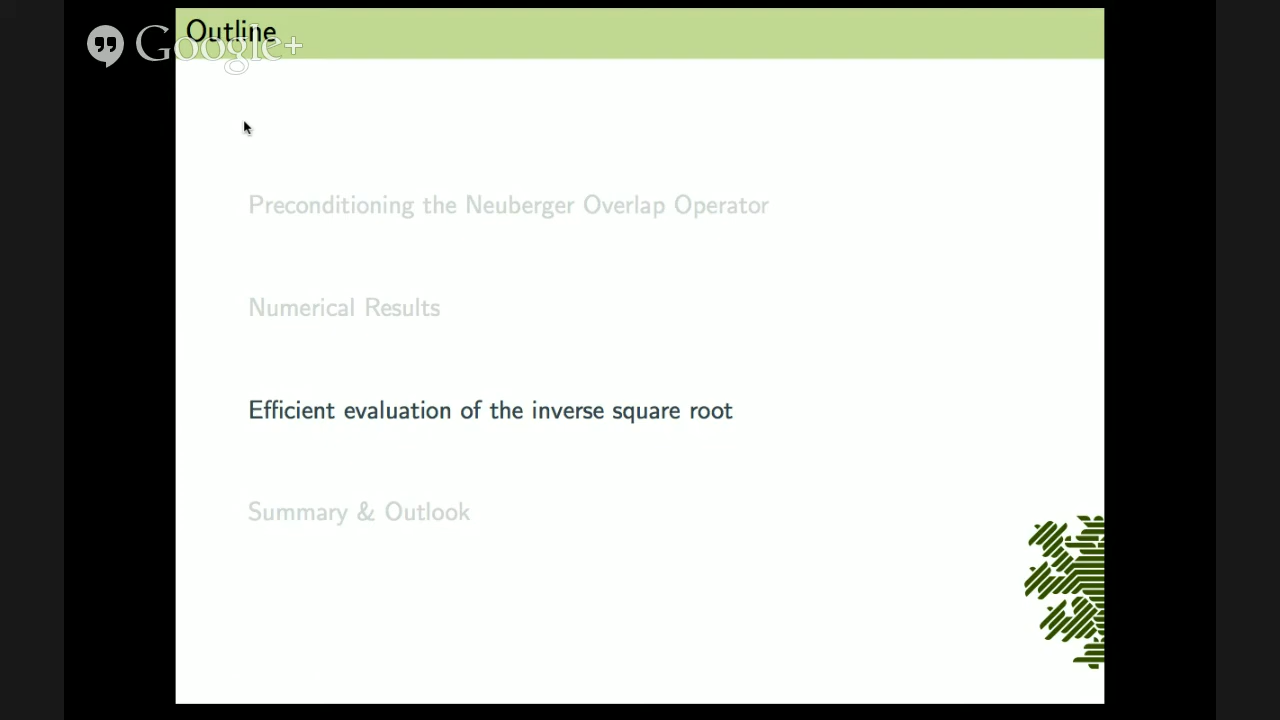 Outline
Google+
Preconditioning the Neuberger Overlap Operator
Numerical Results
Efficient evaluation of the inverse square root
Summary & Outlook